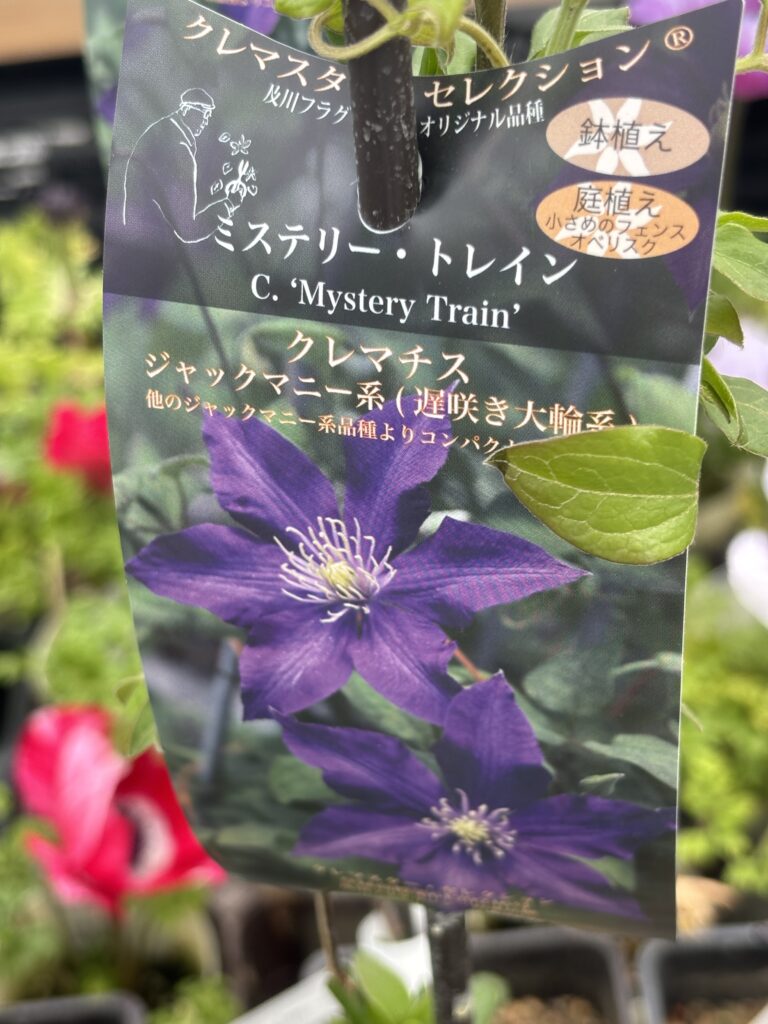 クレマスタ セレクション®
及川フラグ オリジナル品種
鉢植え
庭植え
小さめのフェンス
オベリスク
ミステリー・トレイン
C. ‘Mystery Train’
クレマチス
ジャックマニー系(遅咲き大輪系)
他のジャックマニー系品種よりコンパク